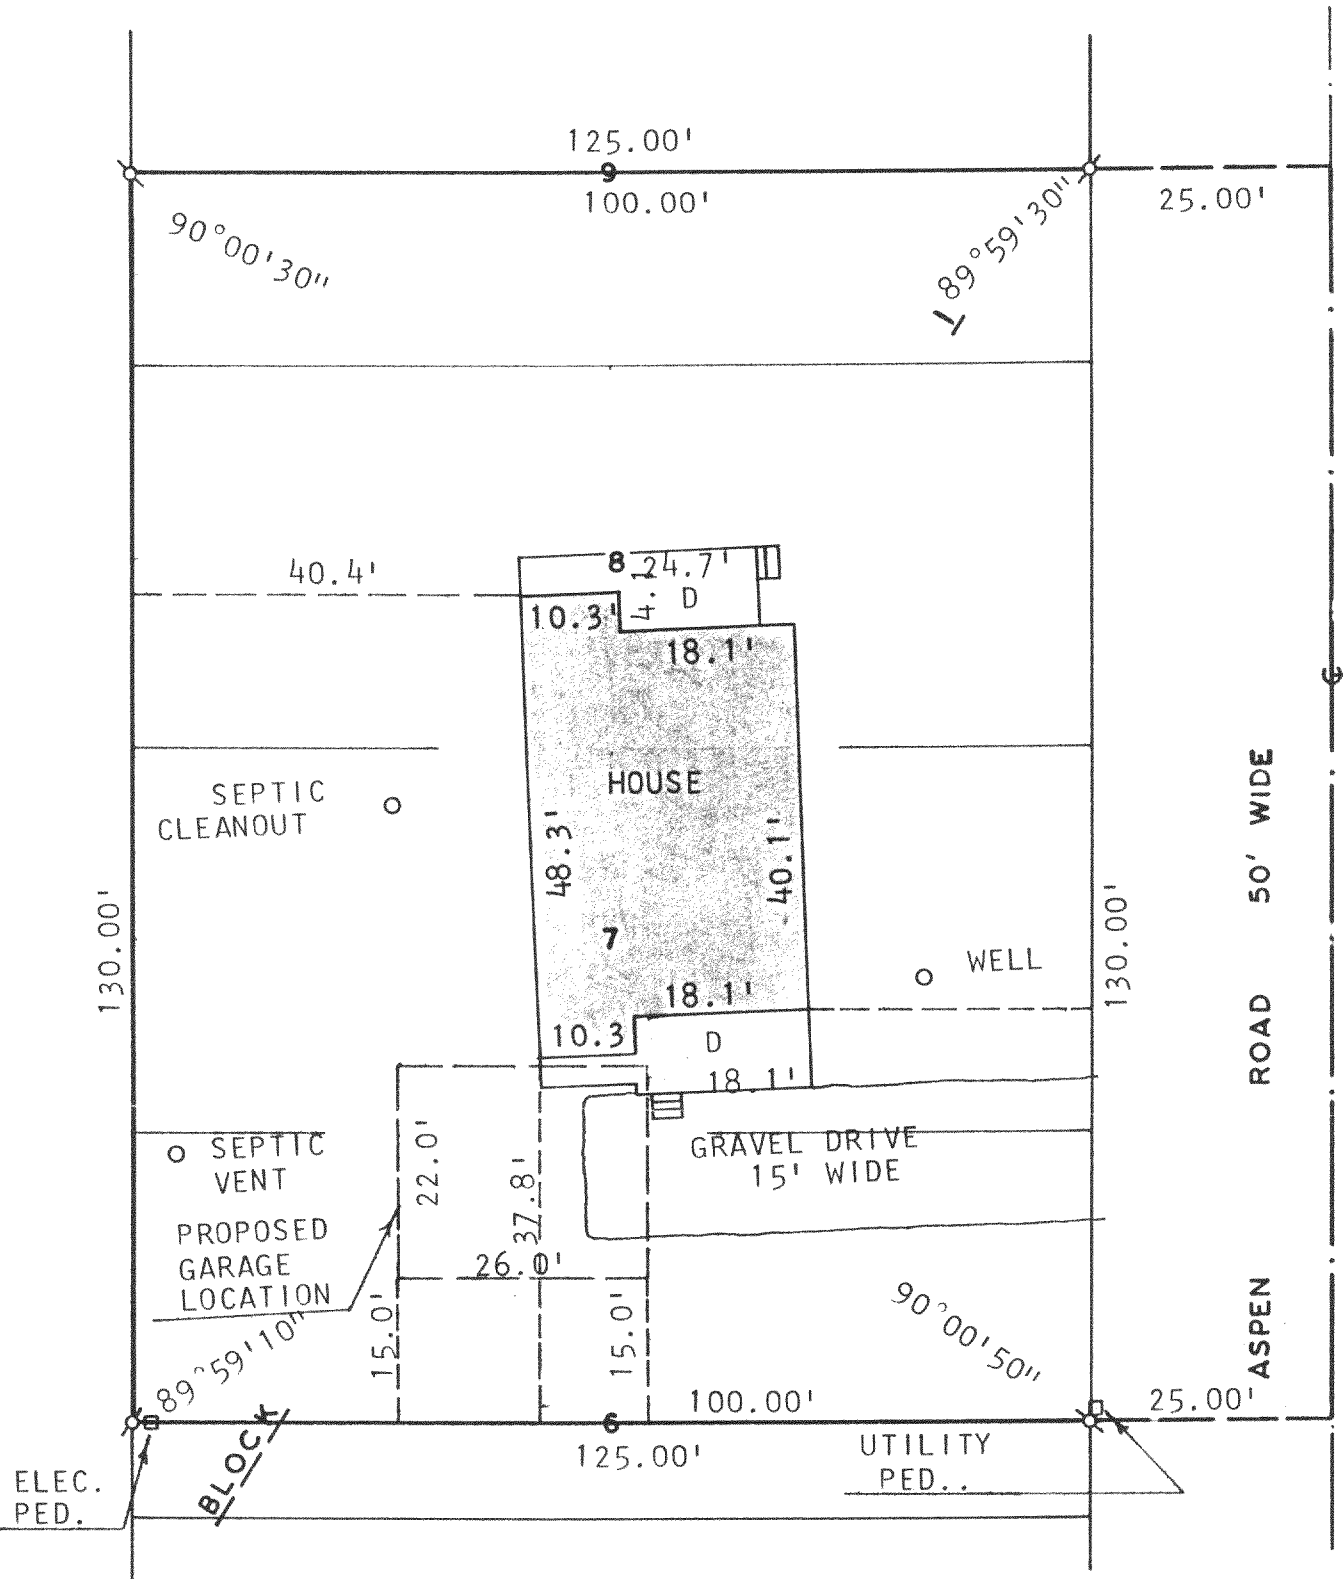 125.00'
9
100.00'
25.00'
90°00'30"
89°59'30"
1
40.4'
8
24.7'
D
10.3'
18.1'
HOUSE
SEPTIC
CLEANOUT
48.3'
40.1'
50' WIDE
130.00'
130.00'
7
WELL
18.1'
10.3
D
18.1'
ROAD
SEPTIC
VENT
22.0'
37.8'
GRAVEL DRIVE
15' WIDE
PROPOSED
GARAGE
LOCATION
26.0'
15.0'
15.0'
89°59'10"
90°00'50"
ASPEN
100.00'
25.00'
6
125.00'
BLOCK
UTILITY
PED..
ELEC.
PED.